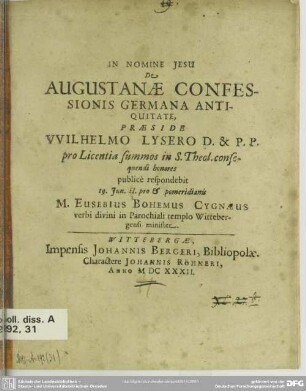 IN NOMINE JESU
De
AUGUSTANÆ CONFES-
SIONIS GERMANA ANTI-
QUITATE,
PRÆSIDE
VVILHELMO LYSERO D. & P. P.
pro Licentia summos in S. Theol. conse-
quendi honores
publicè respondebit
19. Jun. il. pro & pomeridianis
M. EUSEBIUS BOHEMUS CYGNÆUS
verbi divini in Parochiali templo Witteber-
gensi minister.
WITTEBERGÆ,
Impensis JOHANNIS BERGERI, Bibliopolæ.
Charactere JOHANNIS RÖHNERI,
ANNO M DC XXXII.
oll. diss. A
92, 31